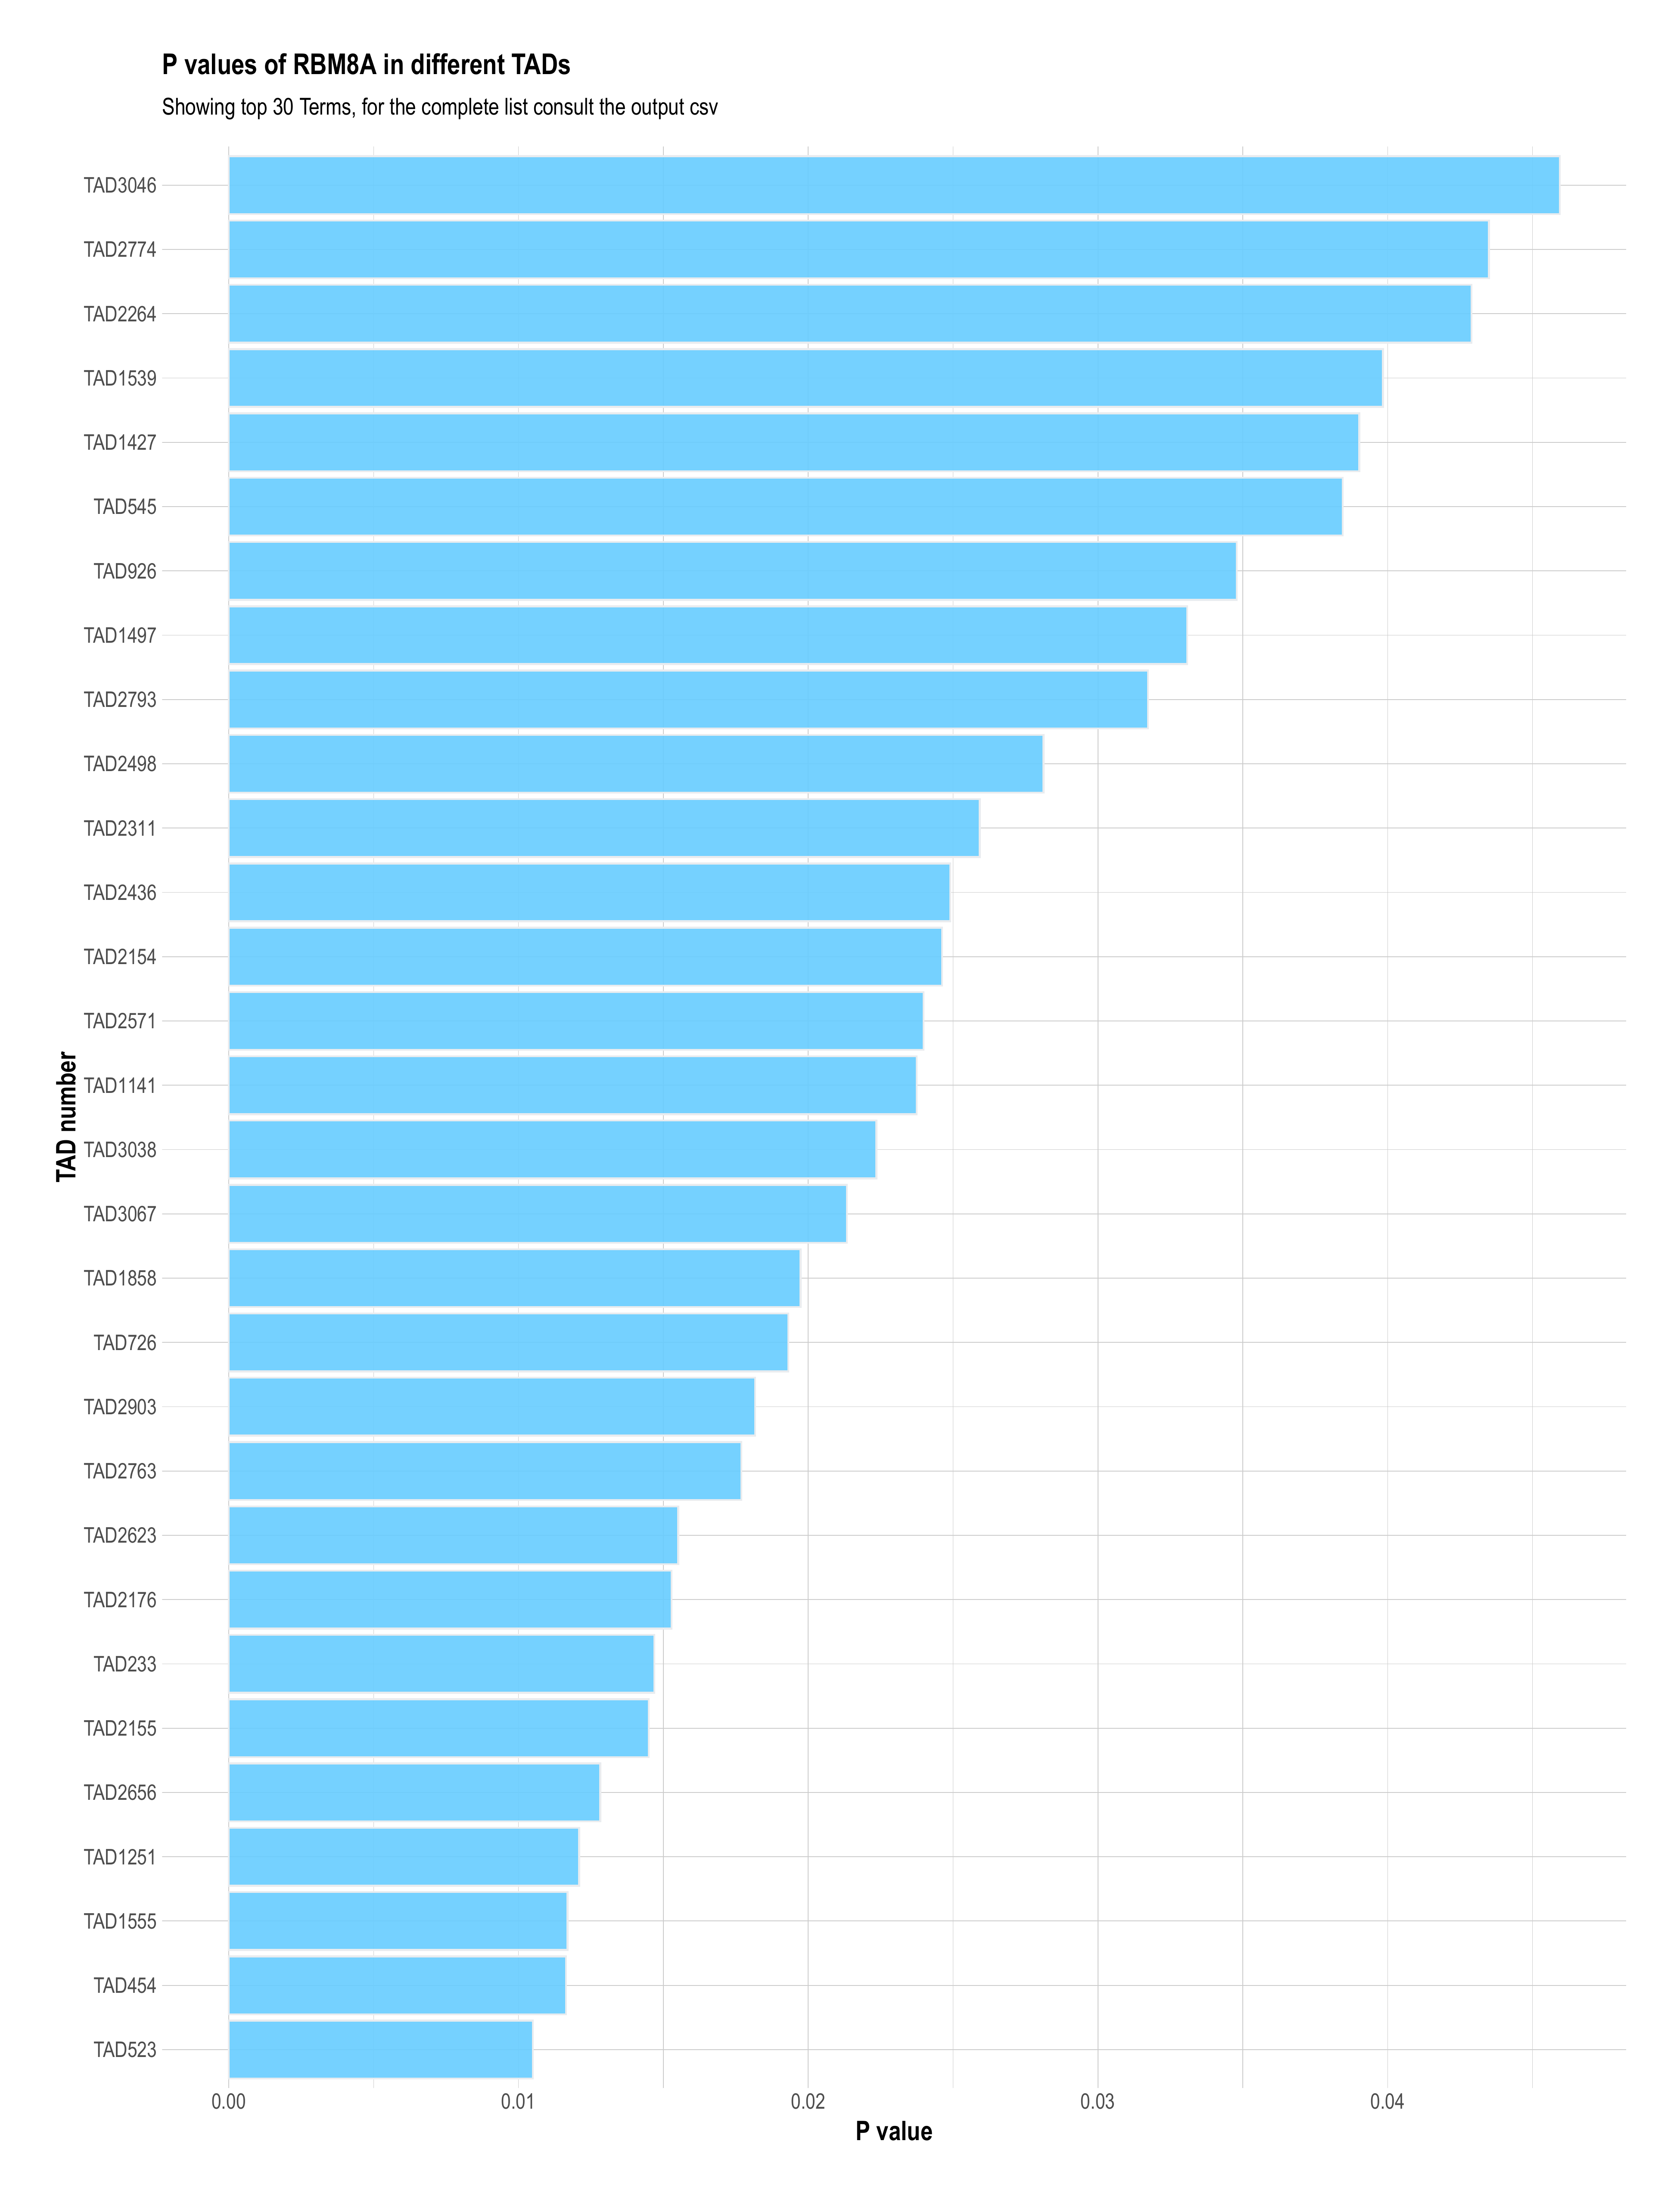 P values of RBM8A in different TADs
Showing top 30 Terms, for the complete list consult the output csv
TAD3046
TAD2774
TAD2264
TAD1539
TAD1427
TAD545
TAD926
TAD1497
TAD2793
TAD2498
TAD2311
TAD2436
TAD2154
TAD2571
TAD1141
TAD3038
TAD3067
TAD1858
TAD726
TAD2903
TAD2763
TAD2623
TAD2176
TAD233
TAD2155
TAD2656
TAD1251
TAD1555
TAD454
TAD523
TAD number
0.00 0.01 0.02 0.03 0.04
P value